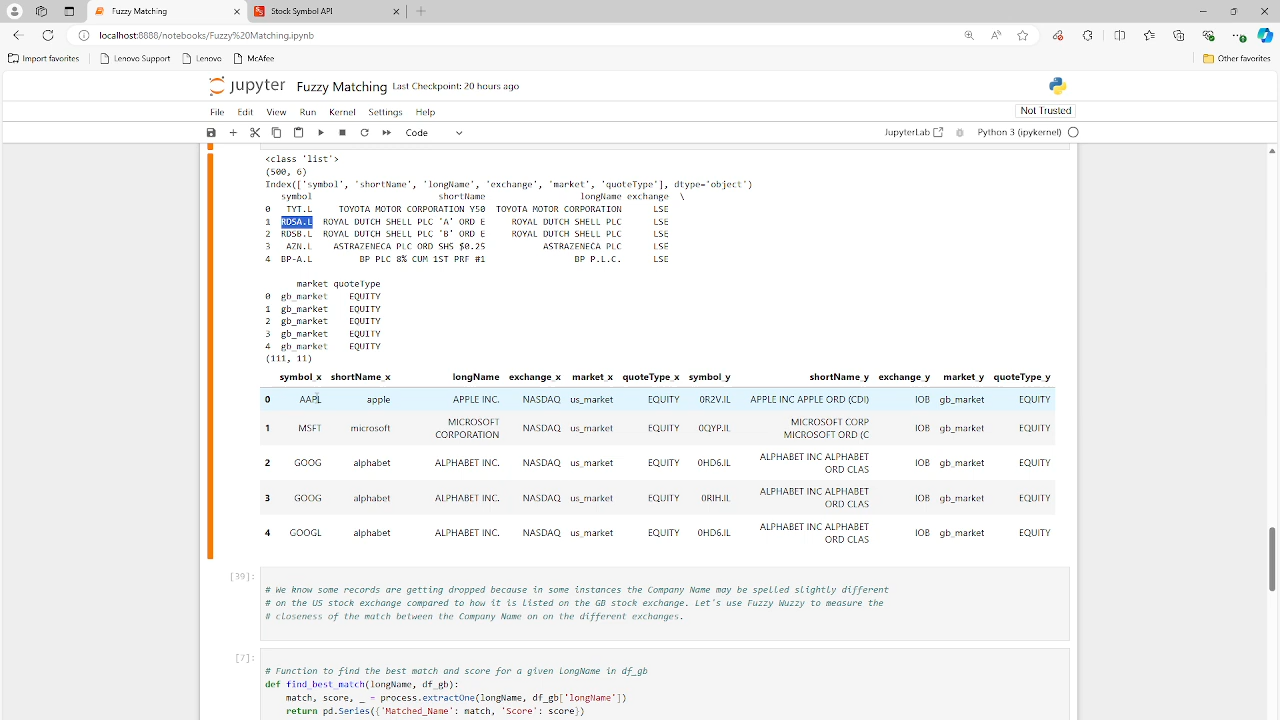 Fuzzy Matching
Stock Symbol API
localhost:8888/notebooks/Fuzzy%20Matching.ipynb
Import favorites
Lenovo Support
Lenovo
McAfee
Other favorites
jupyter Fuzzy Matching Last Checkpoint: 20 hours ago
File Edit View Run Kernel Settings Help
Not Trusted
Code
JupyterLab
Python 3 (ipykernel)
<class 'list'>
(500, 6)
Index(['symbol', 'shortName', 'longName', 'exchange', 'market', 'quoteType'], dtype='object')
symbol shortName longName exchange \
0 TYT.L TOYOTA MOTOR CORPORATION Y50 TOYOTA MOTOR CORPORATION LSE
1 RDSA.L ROYAL DUTCH SHELL PLC 'A' ORD E ROYAL DUTCH SHELL PLC LSE
2 RDSB.L ROYAL DUTCH SHELL PLC 'B' ORD E ROYAL DUTCH SHELL PLC LSE
3 AZN.L ASTRAZENECA PLC ORD SHS $0.25 ASTRAZENECA PLC LSE
4 BP-A.L BP PLC 8% CUM 1ST PRF #1 BP P.L.C. LSE
market quoteType
0 gb_market EQUITY
1 gb_market EQUITY
2 gb_market EQUITY
3 gb_market EQUITY
4 gb_market EQUITY
(111, 11)
symbol_x shortName_x longName exchange_x market_x quoteType_x symbol_y shortName_y exchange_y market_y quoteType_y
0 AAPL apple APPLE INC. NASDAQ us_market EQUITY 0R2V.IL APPLE INC APPLE ORD (CDI) IOB gb_market EQUITY
1 MSFT microsoft MICROSOFT CORPORATION NASDAQ us_market EQUITY 0QYP.IL MICROSOFT CORP MICROSOFT ORD (C IOB gb_market EQUITY
2 GOOG alphabet ALPHABET INC. NASDAQ us_market EQUITY 0HD6.IL ALPHABET INC ALPHABET ORD CLAS IOB gb_market EQUITY
3 GOOG alphabet ALPHABET INC. NASDAQ us_market EQUITY 0RIH.IL ALPHABET INC ALPHABET ORD CLAS IOB gb_market EQUITY
4 GOOGL alphabet ALPHABET INC. NASDAQ us_market EQUITY 0HD6.IL ALPHABET INC ALPHABET ORD CLAS IOB gb_market EQUITY
[39]:
# We know some records are getting dropped because in some instances the Company Name may be spelled slightly different
# on the US stock exchange compared to how it is listed on the GB stock exchange. Let's use Fuzzy Wuzzy to measure the
# closeness of the match between the Company Name on on the different exchanges.
[7]:
# Function to find the best match and score for a given LongName in df_gb
def find_best_match(longName, df_gb):
match, score, _ = process.extractOne(longName, df_gb['longName'])
return pd.Series({'Matched_Name': match, 'Score': score})